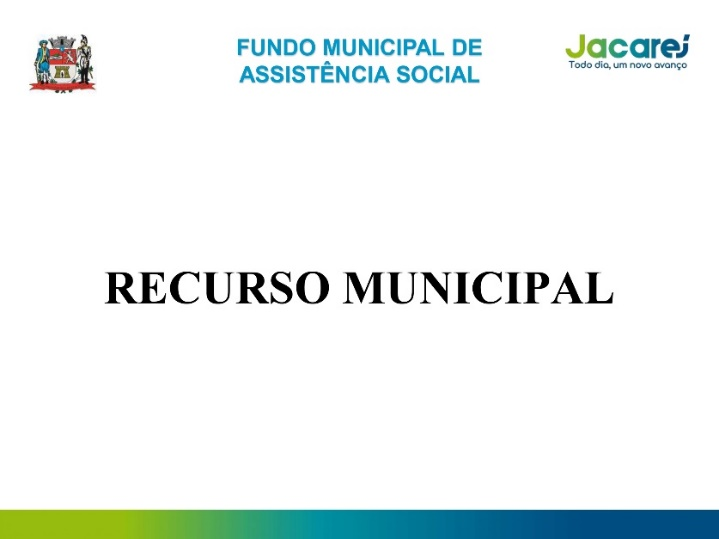 FUNDO MUNICIPAL DE
ASSISTÊNCIA SOCIAL
Jacareí
Todo dia, um novo avanço
RECURSO MUNICIPAL